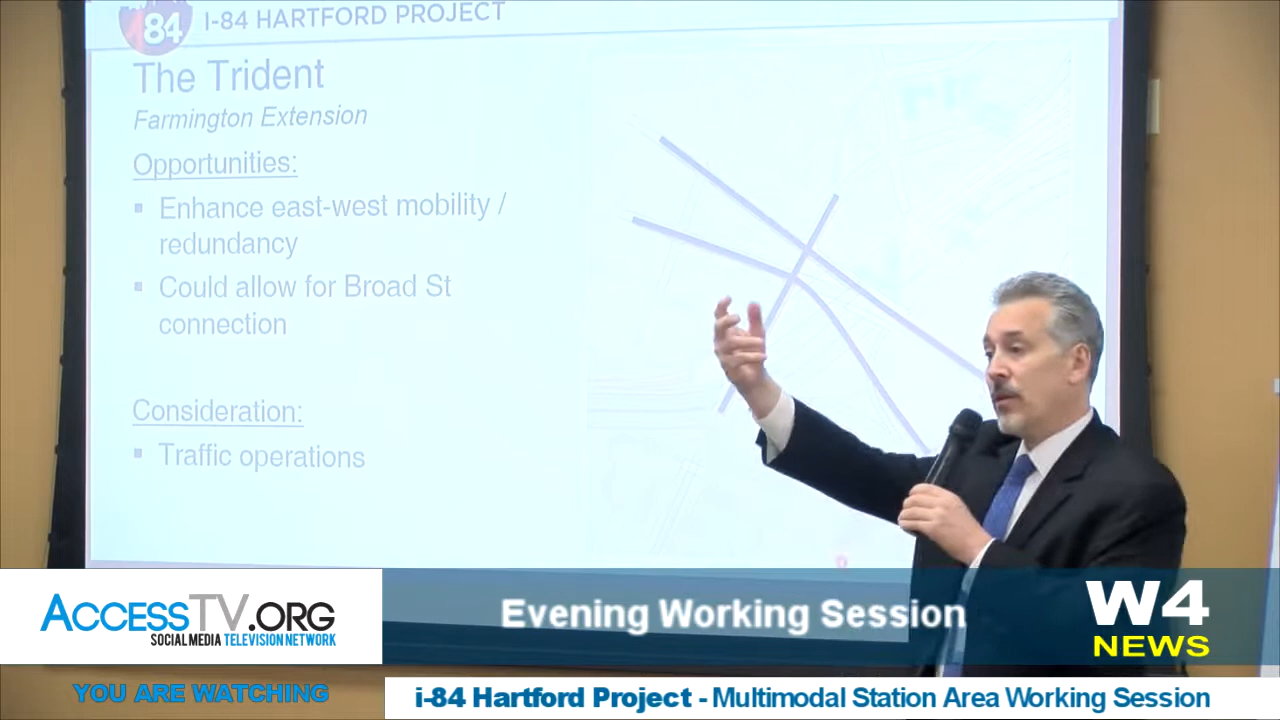 84
I-84 HARTFORD PROJECT
The Trident
Farmington Extension
Opportunities:
▪ Enhance east-west mobility /
redundancy
▪ Could allow for Broad St
connection
Consideration:
▪ Traffic operations
ACCESSTV.ORG
SOCIAL MEDIA TELEVISION NETWORK
Evening Working Session
W4
NEWS
YOU ARE WATCHING
i-84 Hartford Project - Multimodal Station Area Working Session